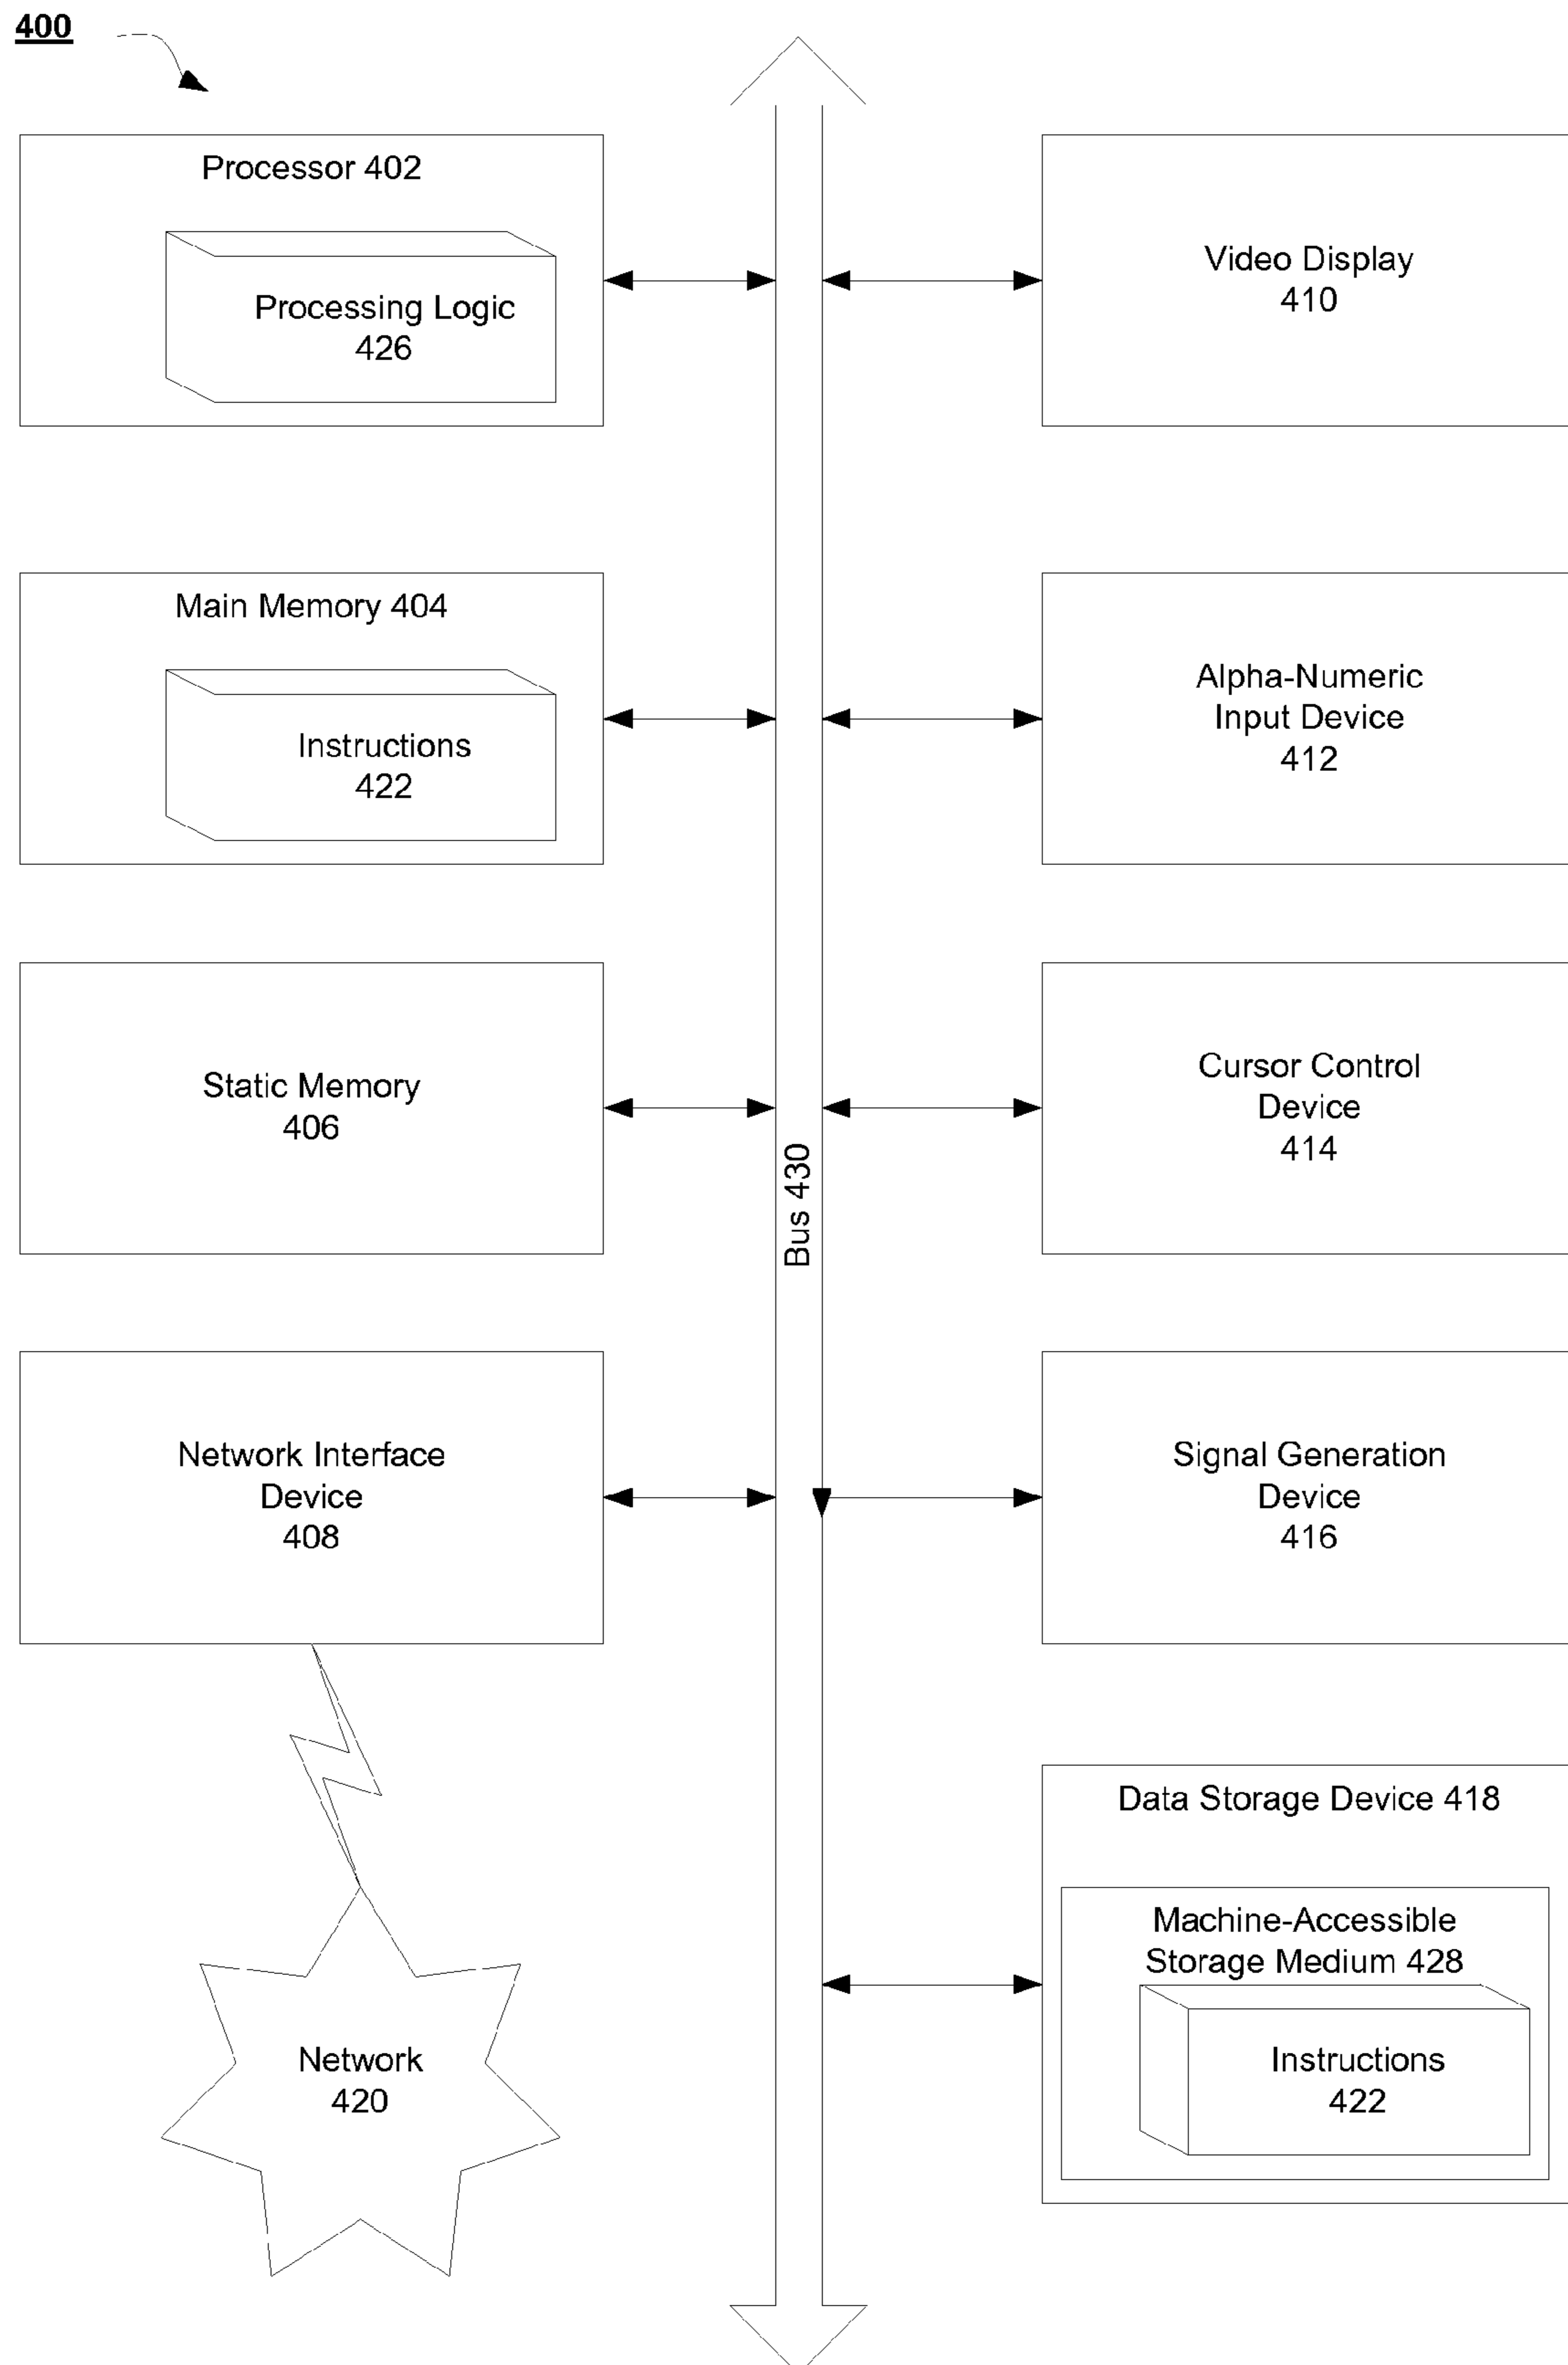 400
Processor 402
Processing Logic
426
Video Display
410
Main Memory 404
Instructions
422
Alpha-Numeric
Input Device
412
Static Memory
406
Cursor Control
Device
414
Bus 430
Network Interface
Device
408
Signal Generation
Device
416
Data Storage Device 418
Machine-Accessible
Storage Medium 428
Instructions
422
Network
420